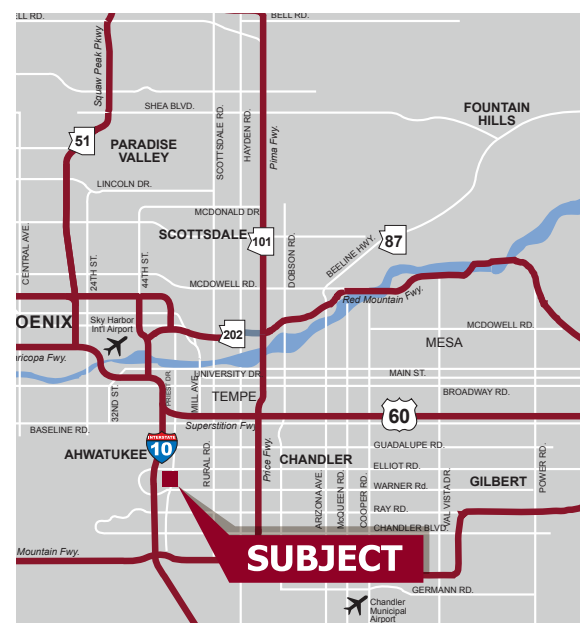 ELL RD.
BELL RD.
Squaw Peak Pkwy
SHEA BLVD.
SCOTTSDALE RD.
HAYDEN RD.
Pima Fwy.
FOUNTAIN
HILLS
51
PARADISE
VALLEY
LINCOLN DR.
MCDONALD DR.
SCOTTSDALE
101
DOBSON RD.
BEELINE HWY.
87
CENTRAL AVE.
24TH ST.
44TH ST.
MCDOWELL RD.
Red Mountain Fwy.
OENIX
Sky Harbor
Int'l Airport
202
MCDOWELL RD.
MESA
aricopa Fwy.
UNIVERSITY DR.
MAIN ST.
32ND ST.
PRIEST DR.
MILL AVE.
TEMPE
BROADWAY RD.
60
BASELINE RD.
Superstition Fwy.
INTERSTATE
10
AHWATUKEE
RURAL RD.
Price Fwy.
CHANDLER
GUADALUPE RD.
ELLIOT RD.
WARNER Rd.
GILBERT
RAY RD.
CHANDLER BLVD.
ARIZONA AVE.
McQUEEN RD.
COOPER RD.
VAL VISTA DR.
POWER RD.
Mountain Fwy.
SUBJECT
GERMANN RD.
Chandler
Municipal
Airport